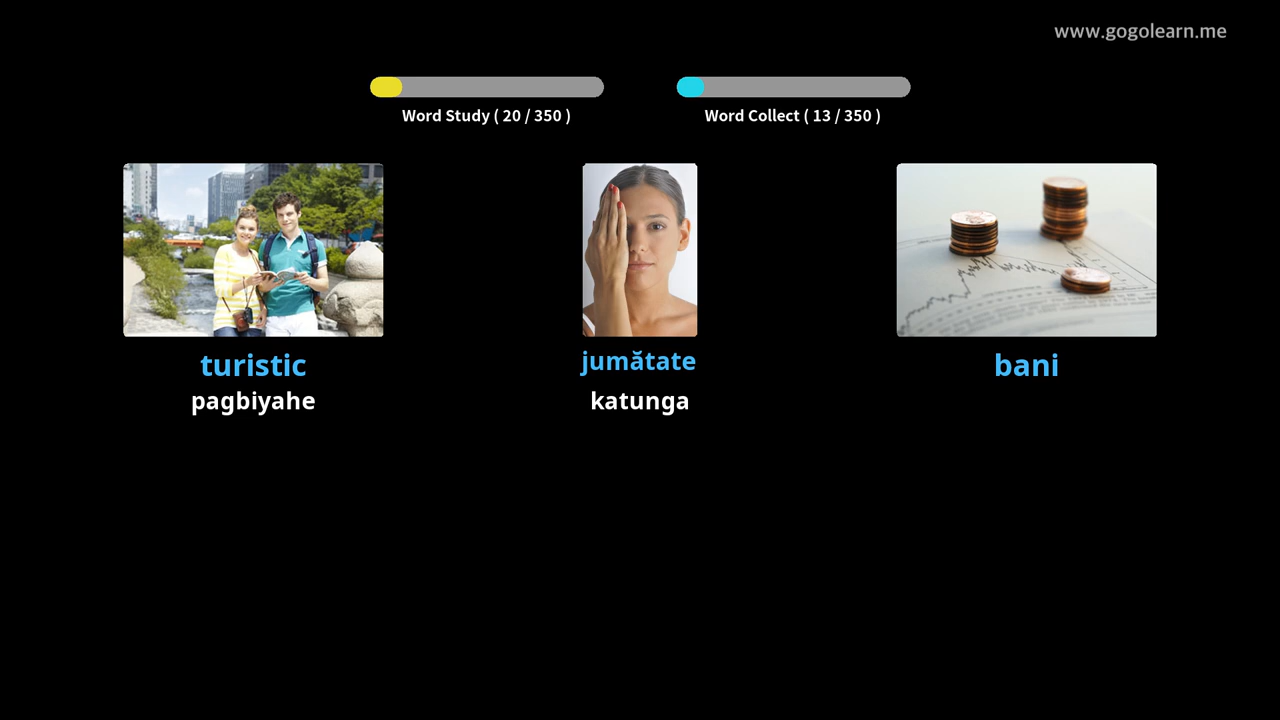 www.gogolearn.me
Word Study ( 20 / 350 )
Word Collect ( 13 / 350 )
turistic
pagbiyahe
jumătate
katunga
bani